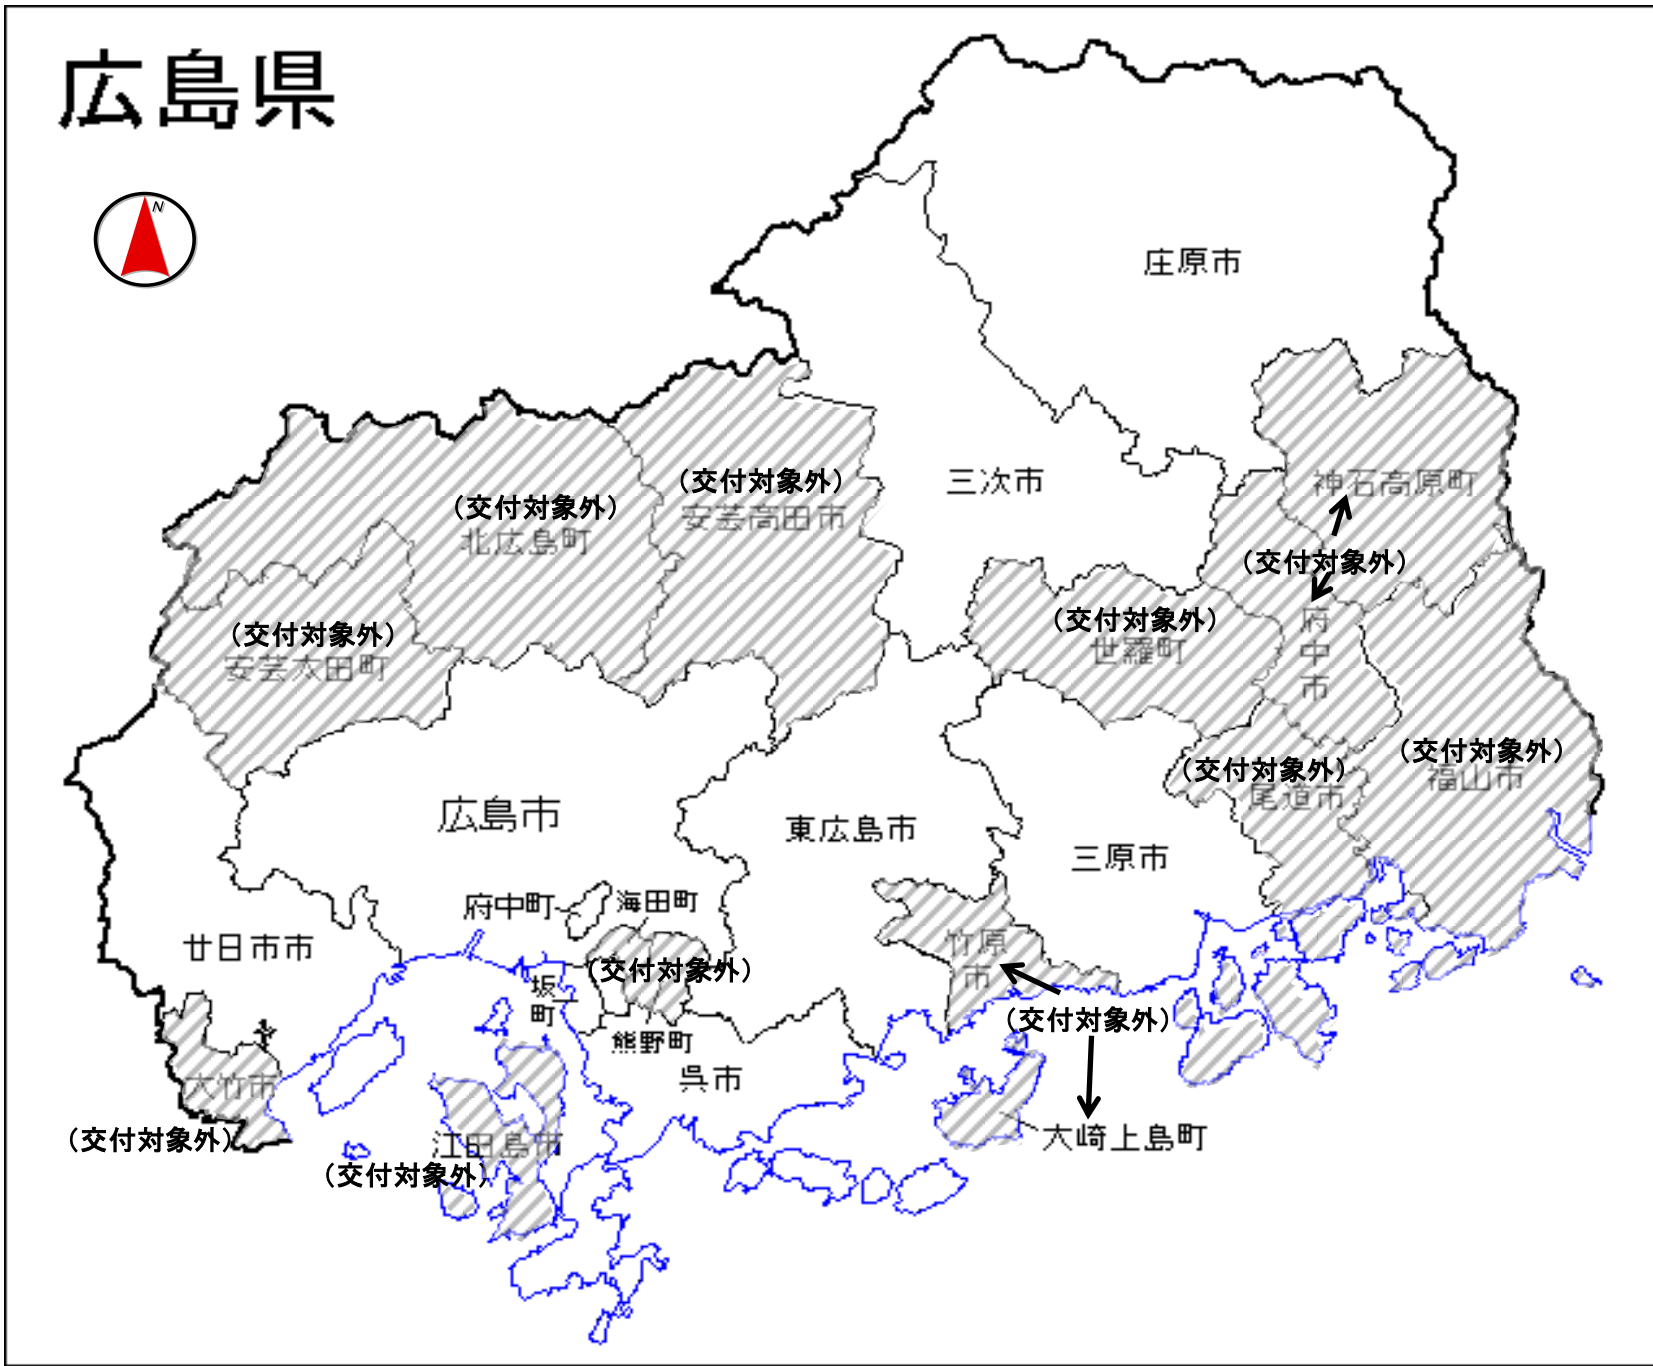 広島県
N
庄原市
三次市
神石高原町
(交付対象外)
府中市
(交付対象外)
安芸高田市
(交付対象外)
北広島町
(交付対象外)
安芸太田町
(交付対象外)
世羅町
(交付対象外)
福山市
(交付対象外)
尾道市
広島市
東広島市
三原市
府中町
海田町
(交付対象外)
坂町
熊野町
廿日市市
竹原市
(交付対象外)
大崎上島町
呉市
大竹市
(交付対象外)
江田島市
(交付対象外)